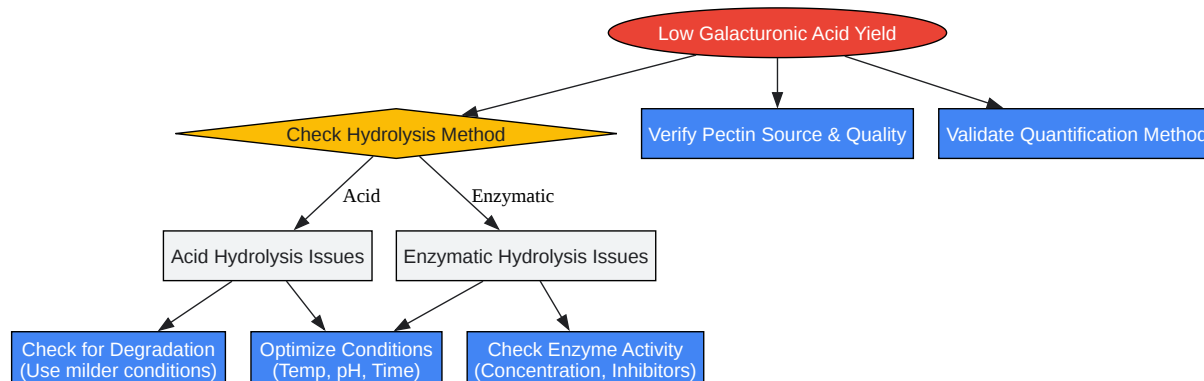 Low Galacturonic Acid Yield
Check Hydrolysis Method
Verify Pectin Source & Quality
Validate Quantification Method
Acid
Enzymatic
Acid Hydrolysis Issues
Enzymatic Hydrolysis Issues
Check for Degradation
(Use milder conditions)
Optimize Conditions
(Temp, pH, Time)
Check Enzyme Activity
(Concentration, Inhibitors)